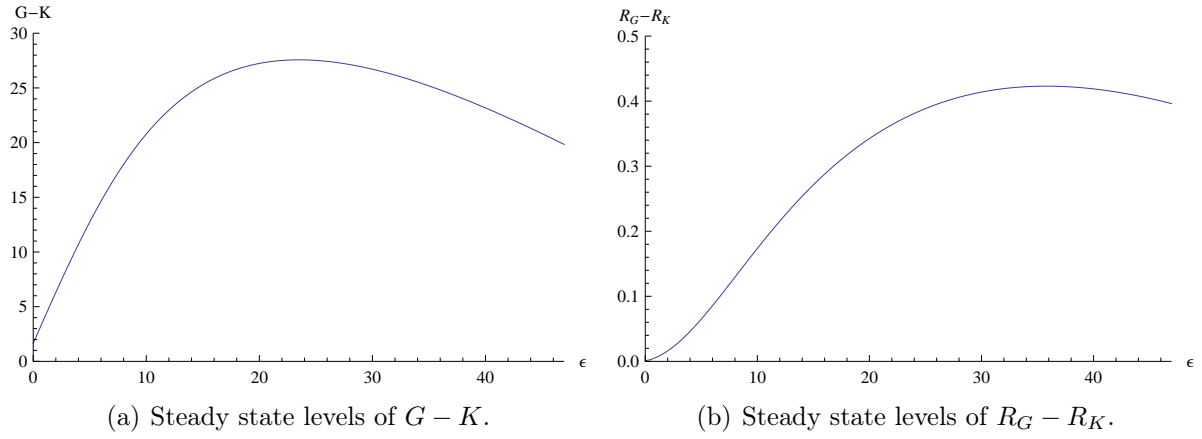 G−K
30
25
20
15
10
5
0
0 10 20 30 40 ϵ
(a) Steady state levels of G − K.
R_G−R_K
0.5
0.4
0.3
0.2
0.1
0.0
0 10 20 30 40 ϵ
(b) Steady state levels of R_G − R_K.